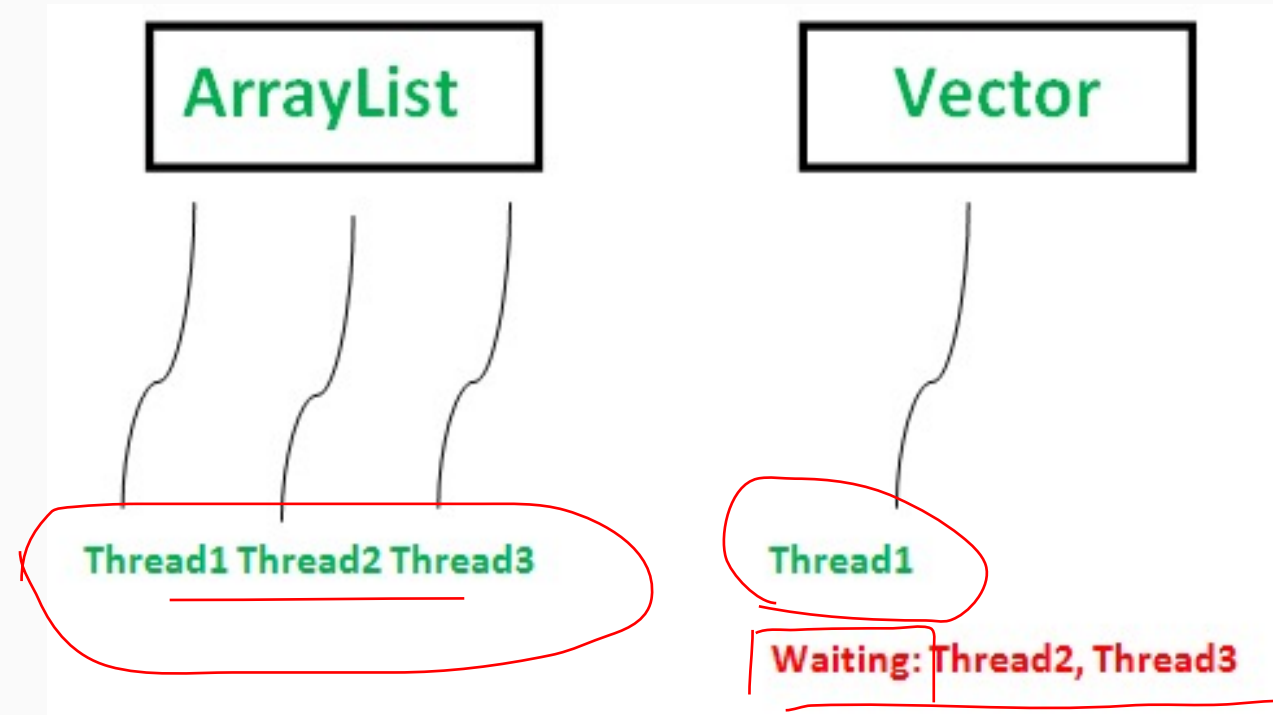 ArrayList
Vector
Thread1 Thread2 Thread3
Thread1
Waiting: Thread2, Thread3